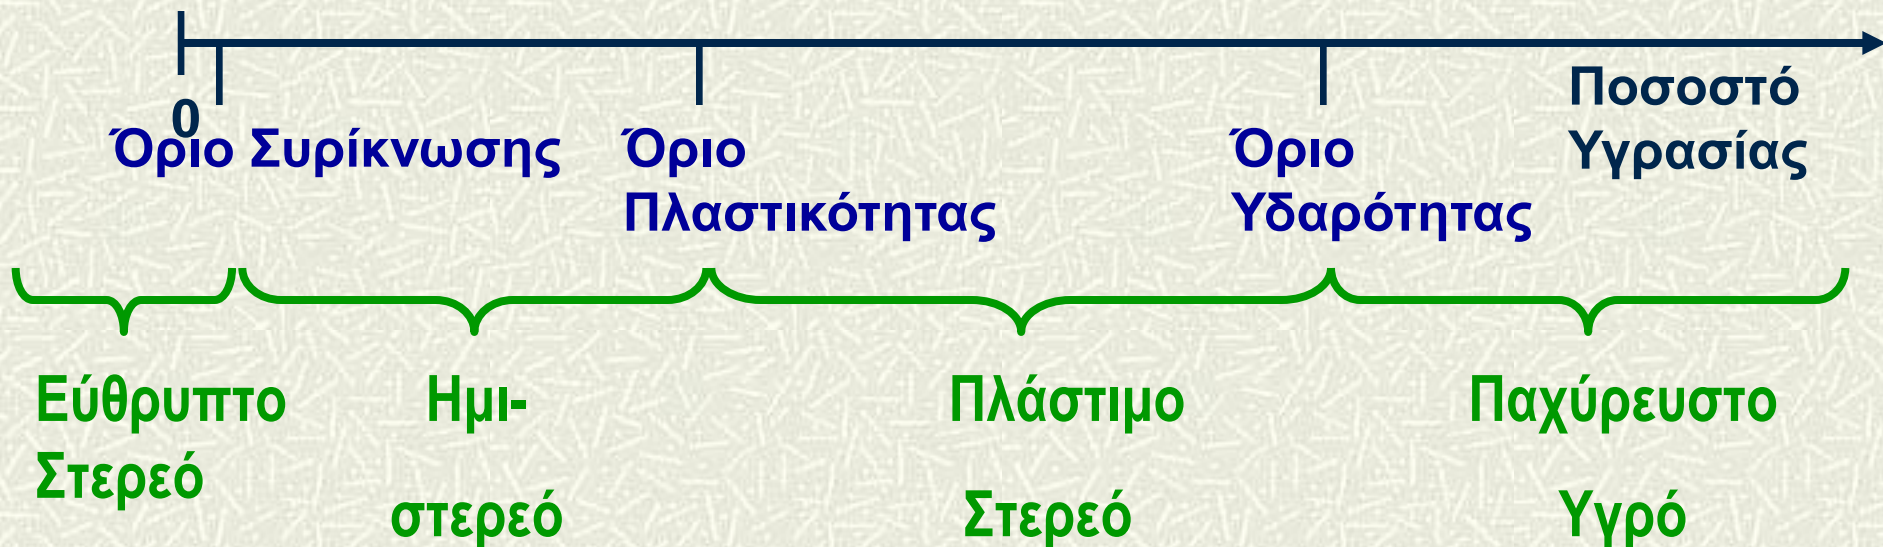 0
Όριο Συρίκνωσης
Όριο
Πλαστικότητας
Όριο
Υδαρότητας
Ποσοστό
Υγρασίας
Εύθρυπτο
Στερεό
Ημι-
στερεό
Πλάστιμο
Στερεό
Παχύρευστο
Υγρό